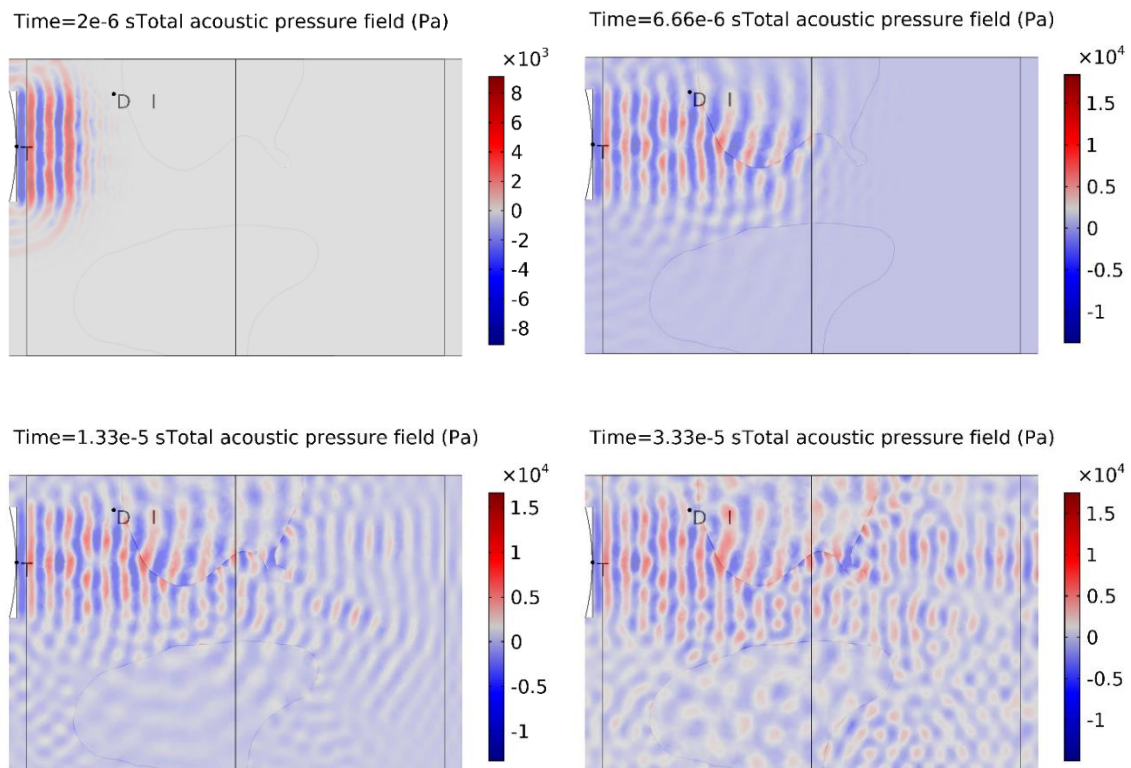 Time=2e-6 sTotal acoustic pressure field (Pa)
×10³
8
6
4
2
0
-2
-4
-6
-8
D I
T
Time=6.66e-6 sTotal acoustic pressure field (Pa)
×10⁴
1.5
1
0.5
0
-0.5
-1
D I
T
Time=1.33e-5 sTotal acoustic pressure field (Pa)
×10⁴
1.5
1
0.5
0
-0.5
-1
D I
T
Time=3.33e-5 sTotal acoustic pressure field (Pa)
×10⁴
1.5
1
0.5
0
-0.5
-1
D I
T